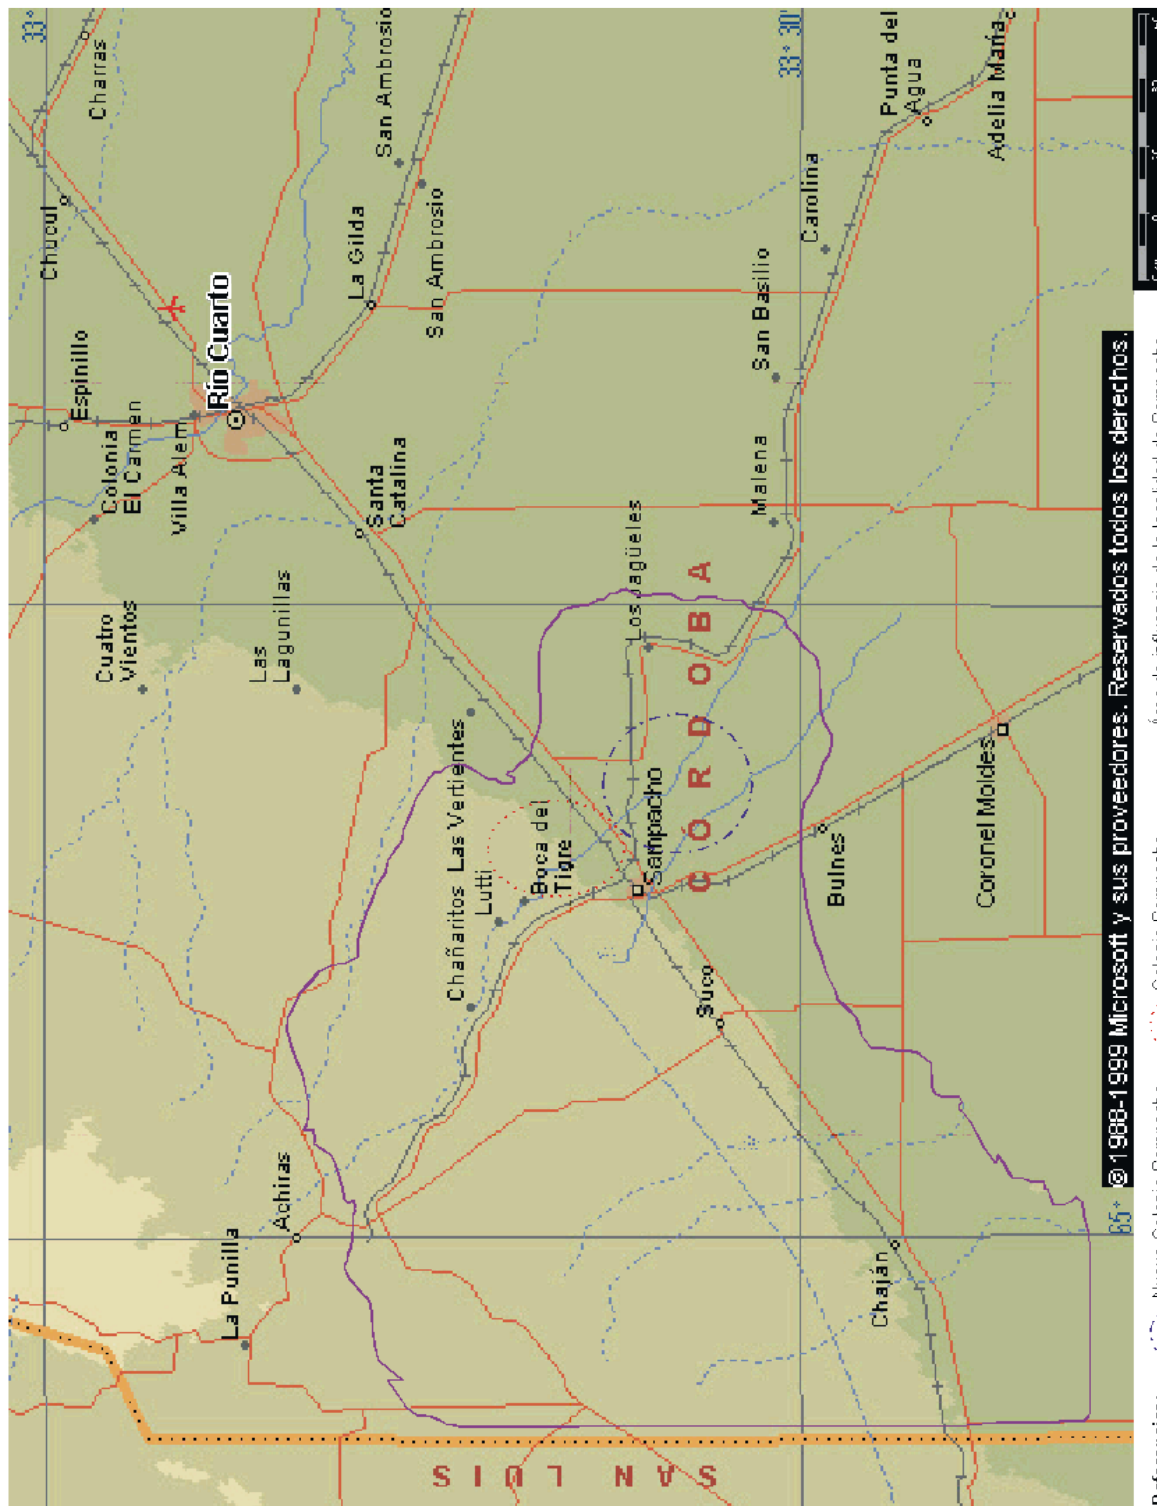 33°
Charras
Chucul
Espinillo
Colonia
El Carmen
Villa Alem
Río Cuarto
San Ambrosio
San Ambrosio
La Gilda
Santa
Catalina
Cuatro
Vientos
Las
Lagunillas
Las Vertientes
Chañaritos
Lutti
Boca del
Tigre
Achiras
La Punilla
SAN LUIS
33° 30'
Punta del
Agua
Adelia María
Carolina
San Basilio
Malena
Los Jagüeles
CÓRDOBA
Sampacho
Suco
Bulnes
Coronel Moldes
Chaján
65°
©1988-1999 Microsoft y sus proveedores. Reservados todos los derechos.